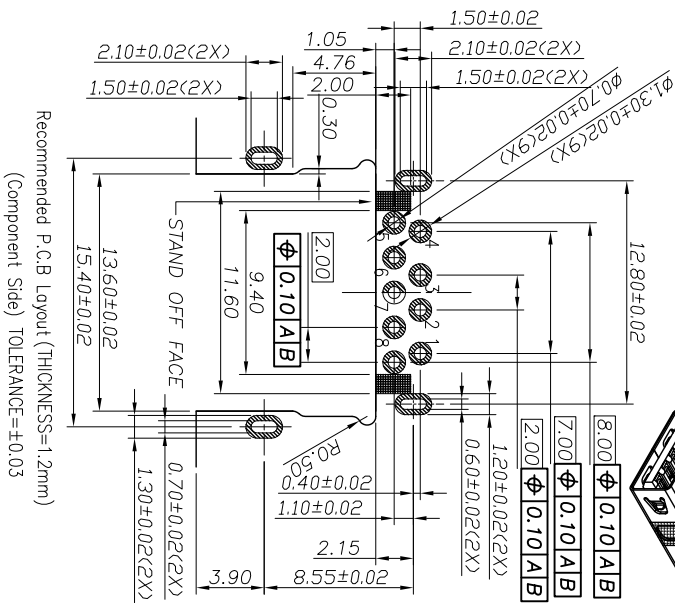 1.50±0.02
1.05
2.10±0.02(2X)
2.10±0.02(2X)
4.76
1.50±0.02(2X)
1.50±0.02(2X)
2.00
0.30
Ø0.70±0.02(9X)
Ø1.30±0.02(9X)
12.80±0.02
STAND OFF FACE
5
4
6
3
7
2
8
1
2.00
⌖ 0.10 A B
9.40
11.60
13.60±0.02
15.40±0.02
R0.50
0.40±0.02
1.10±0.02
2.15
8.55±0.02
3.90
0.70±0.02(2X)
1.30±0.02(2X)
0.60±0.02(2X)
1.20±0.02(2X)
8.00 ⌖ 0.10 A B
7.00 ⌖ 0.10 A B
2.00 ⌖ 0.10 A B
Recommended P.C.B Layout (THICKNESS=1.2mm)
(Component Side) TOLERANCE=±0.03